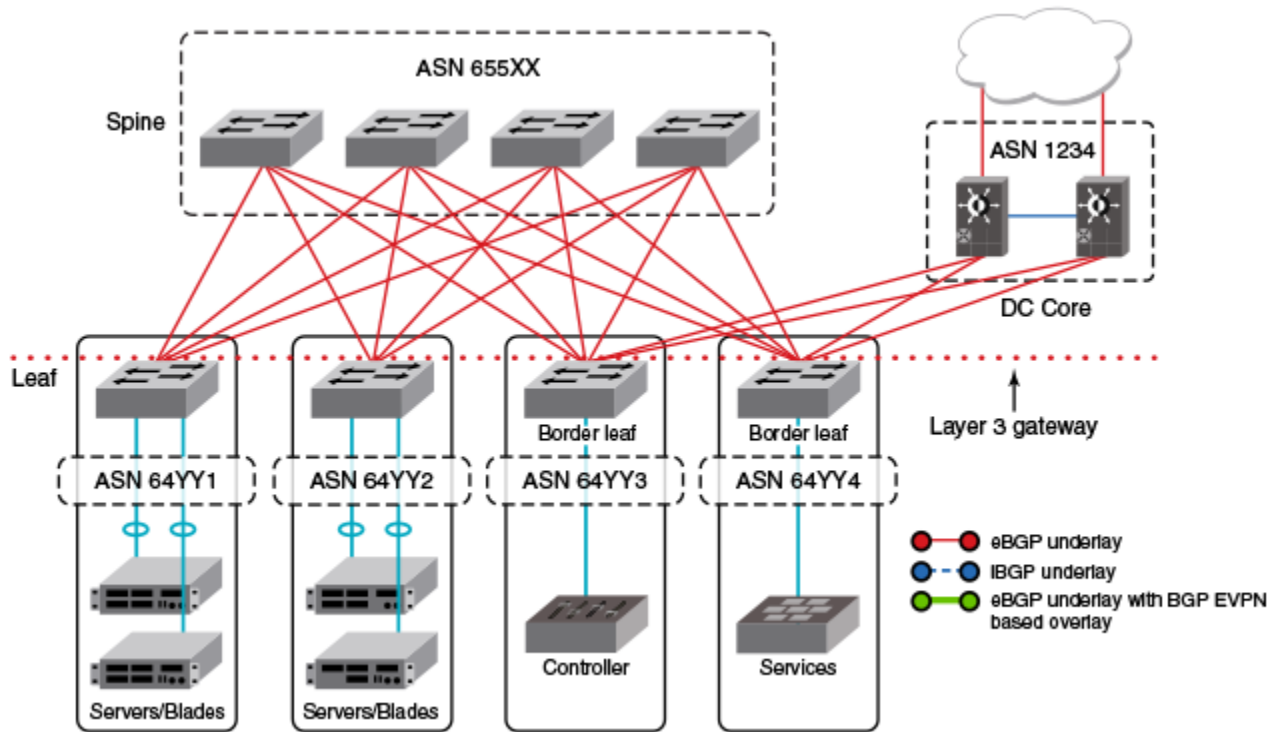 ASN 655XX
Spine
ASN 1234
DC Core
Leaf
Layer 3 gateway
Border leaf
Border leaf
ASN 64YY1
ASN 64YY2
ASN 64YY3
ASN 64YY4
eBGP underlay
IBGP underlay
eBGP underlay with BGP EVPN
based overlay
Controller
Services
Servers/Blades
Servers/Blades